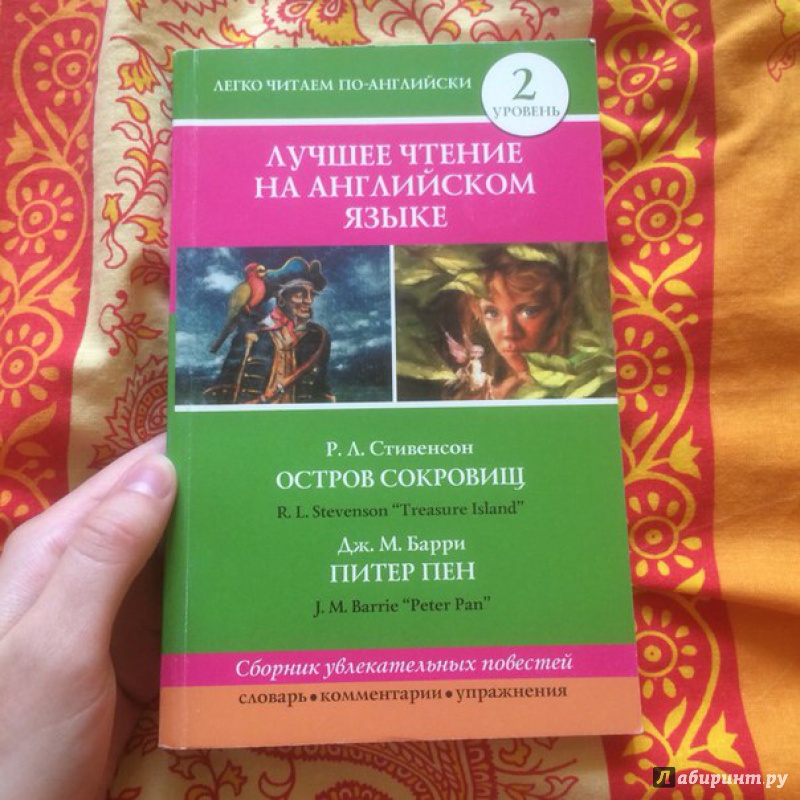 ЛЕГКО ЧИТАЕМ ПО-АНГЛИЙСКИ
2
УРОВЕНЬ
ЛУЧШЕЕ ЧТЕНИЕ
НА АНГЛИЙСКОМ
ЯЗЫКЕ
Р. Л. Стивенсон
ОСТРОВ СОКРОВИЩ
R. L. Stevenson “Treasure Island”
Дж. М. Барри
ПИТЕР ПЕН
J. M. Barrie “Peter Pan”
Сборник увлекательных повестей
словарь • комментарии • упражнения
Лабиринт.ру